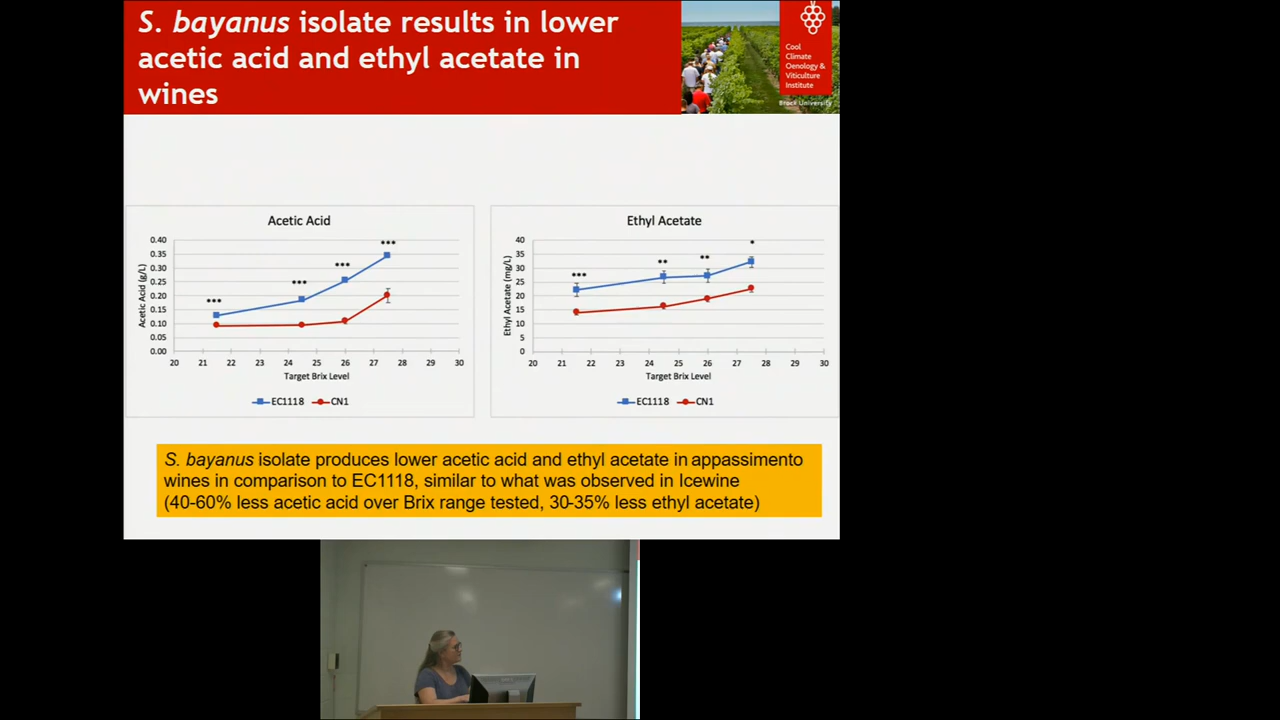 S. bayanus isolate results in lower
acetic acid and ethyl acetate in
wines
Cool
Climate
Oenology &
Viticulture
Institute
Brock University
Acetic Acid
Acetic Acid (g/L)
0.40
0.35
0.30
0.25
0.20
0.15
0.10
0.05
0.00
***
***
***
***
20 21 22 23 24 25 26 27 28 29 30
Target Brix Level
EC1118 CN1
Ethyl Acetate
Ethyl Acetate (mg/L)
40
35
30
25
20
15
10
5
0
***
**
**
*
20 21 22 23 24 25 26 27 28 29 30
Target Brix Level
EC1118 CN1
S. bayanus isolate produces lower acetic acid and ethyl acetate in appassimento
wines in comparison to EC1118, similar to what was observed in Icewine
(40-60% less acetic acid over Brix range tested, 30-35% less ethyl acetate)